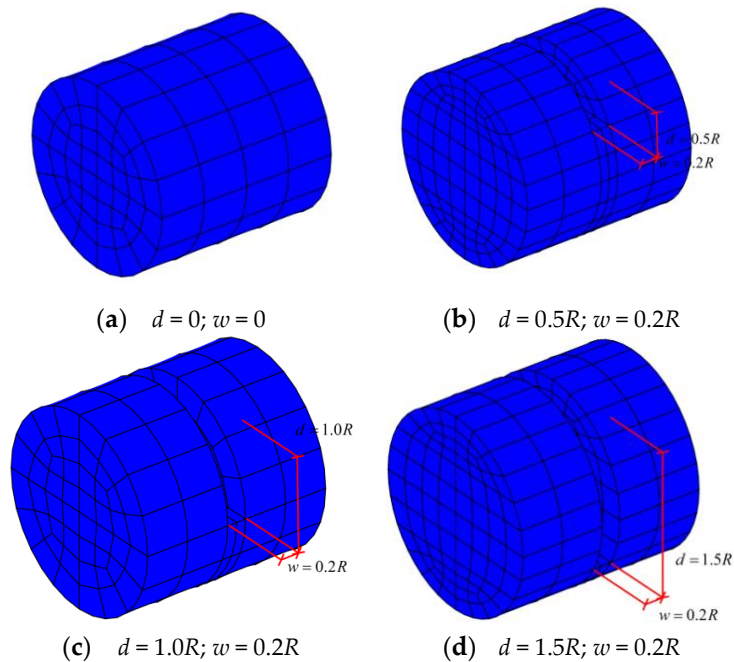 d = 0.5R
w = 0.2R
(a) d = 0; w = 0
(b) d = 0.5R; w = 0.2R
d = 1.0R
w = 0.2R
d = 1.5R
w = 0.2R
(c) d = 1.0R; w = 0.2R
(d) d = 1.5R; w = 0.2R